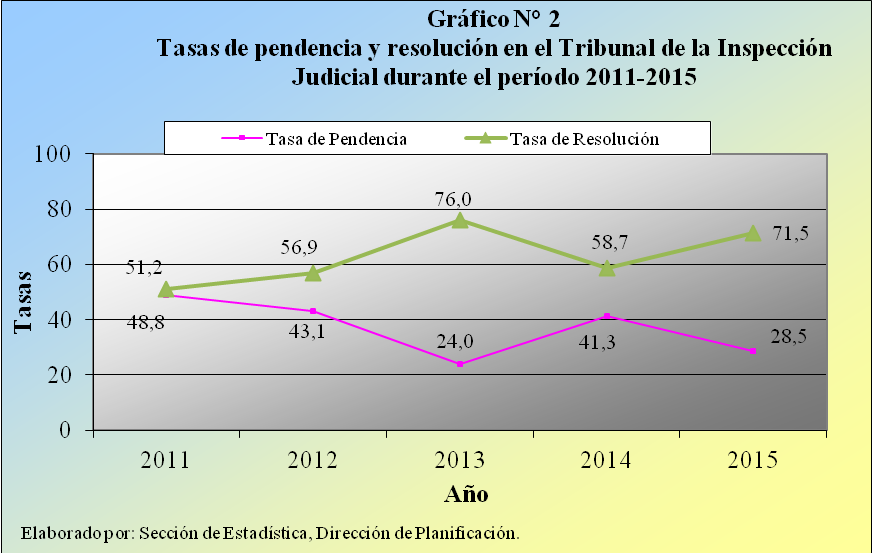 Gráfico N° 2
Tasas de pendencia y resolución en el Tribunal de la Inspección
Judicial durante el período 2011-2015
Tasa de Pendencia Tasa de Resolución
100
80
60
40
20
0
Tasas
51,2
56,9
76,0
58,7
71,5
48,8
43,1
24,0
41,3
28,5
2011 2012 2013 2014 2015
Año
Elaborado por: Sección de Estadística, Dirección de Planificación.